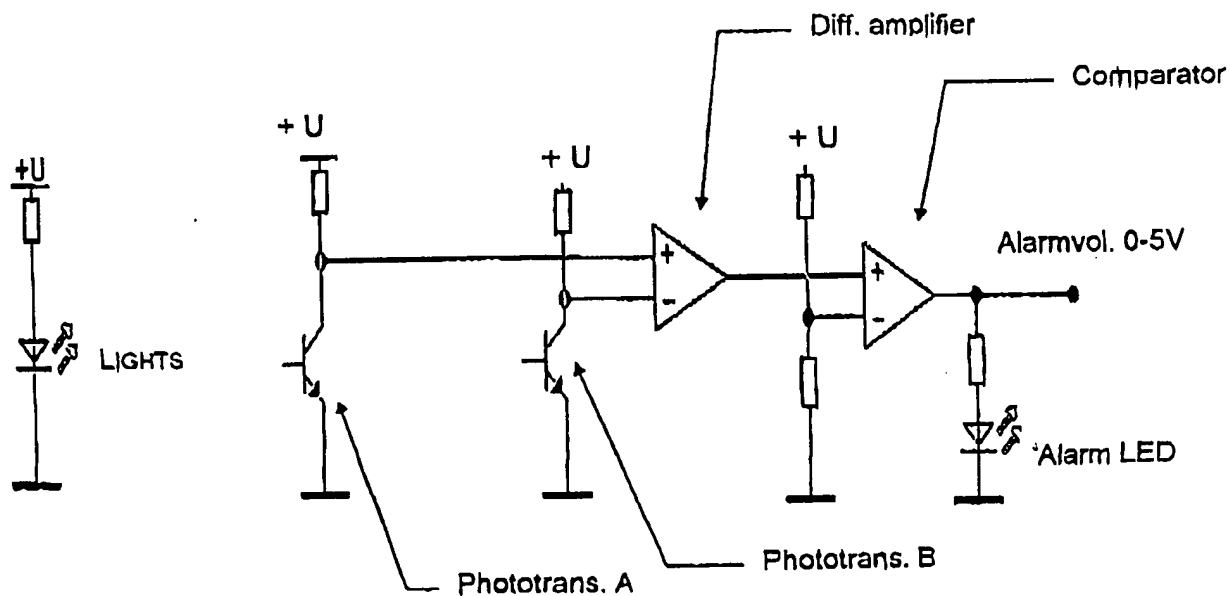 Diff. amplifier
Comparator
+ U
+ U
+ U
+U
+
-
+
-
Alarmvol. 0-5V
LIGHTS
Alarm LED
Phototrans. B
Phototrans. A